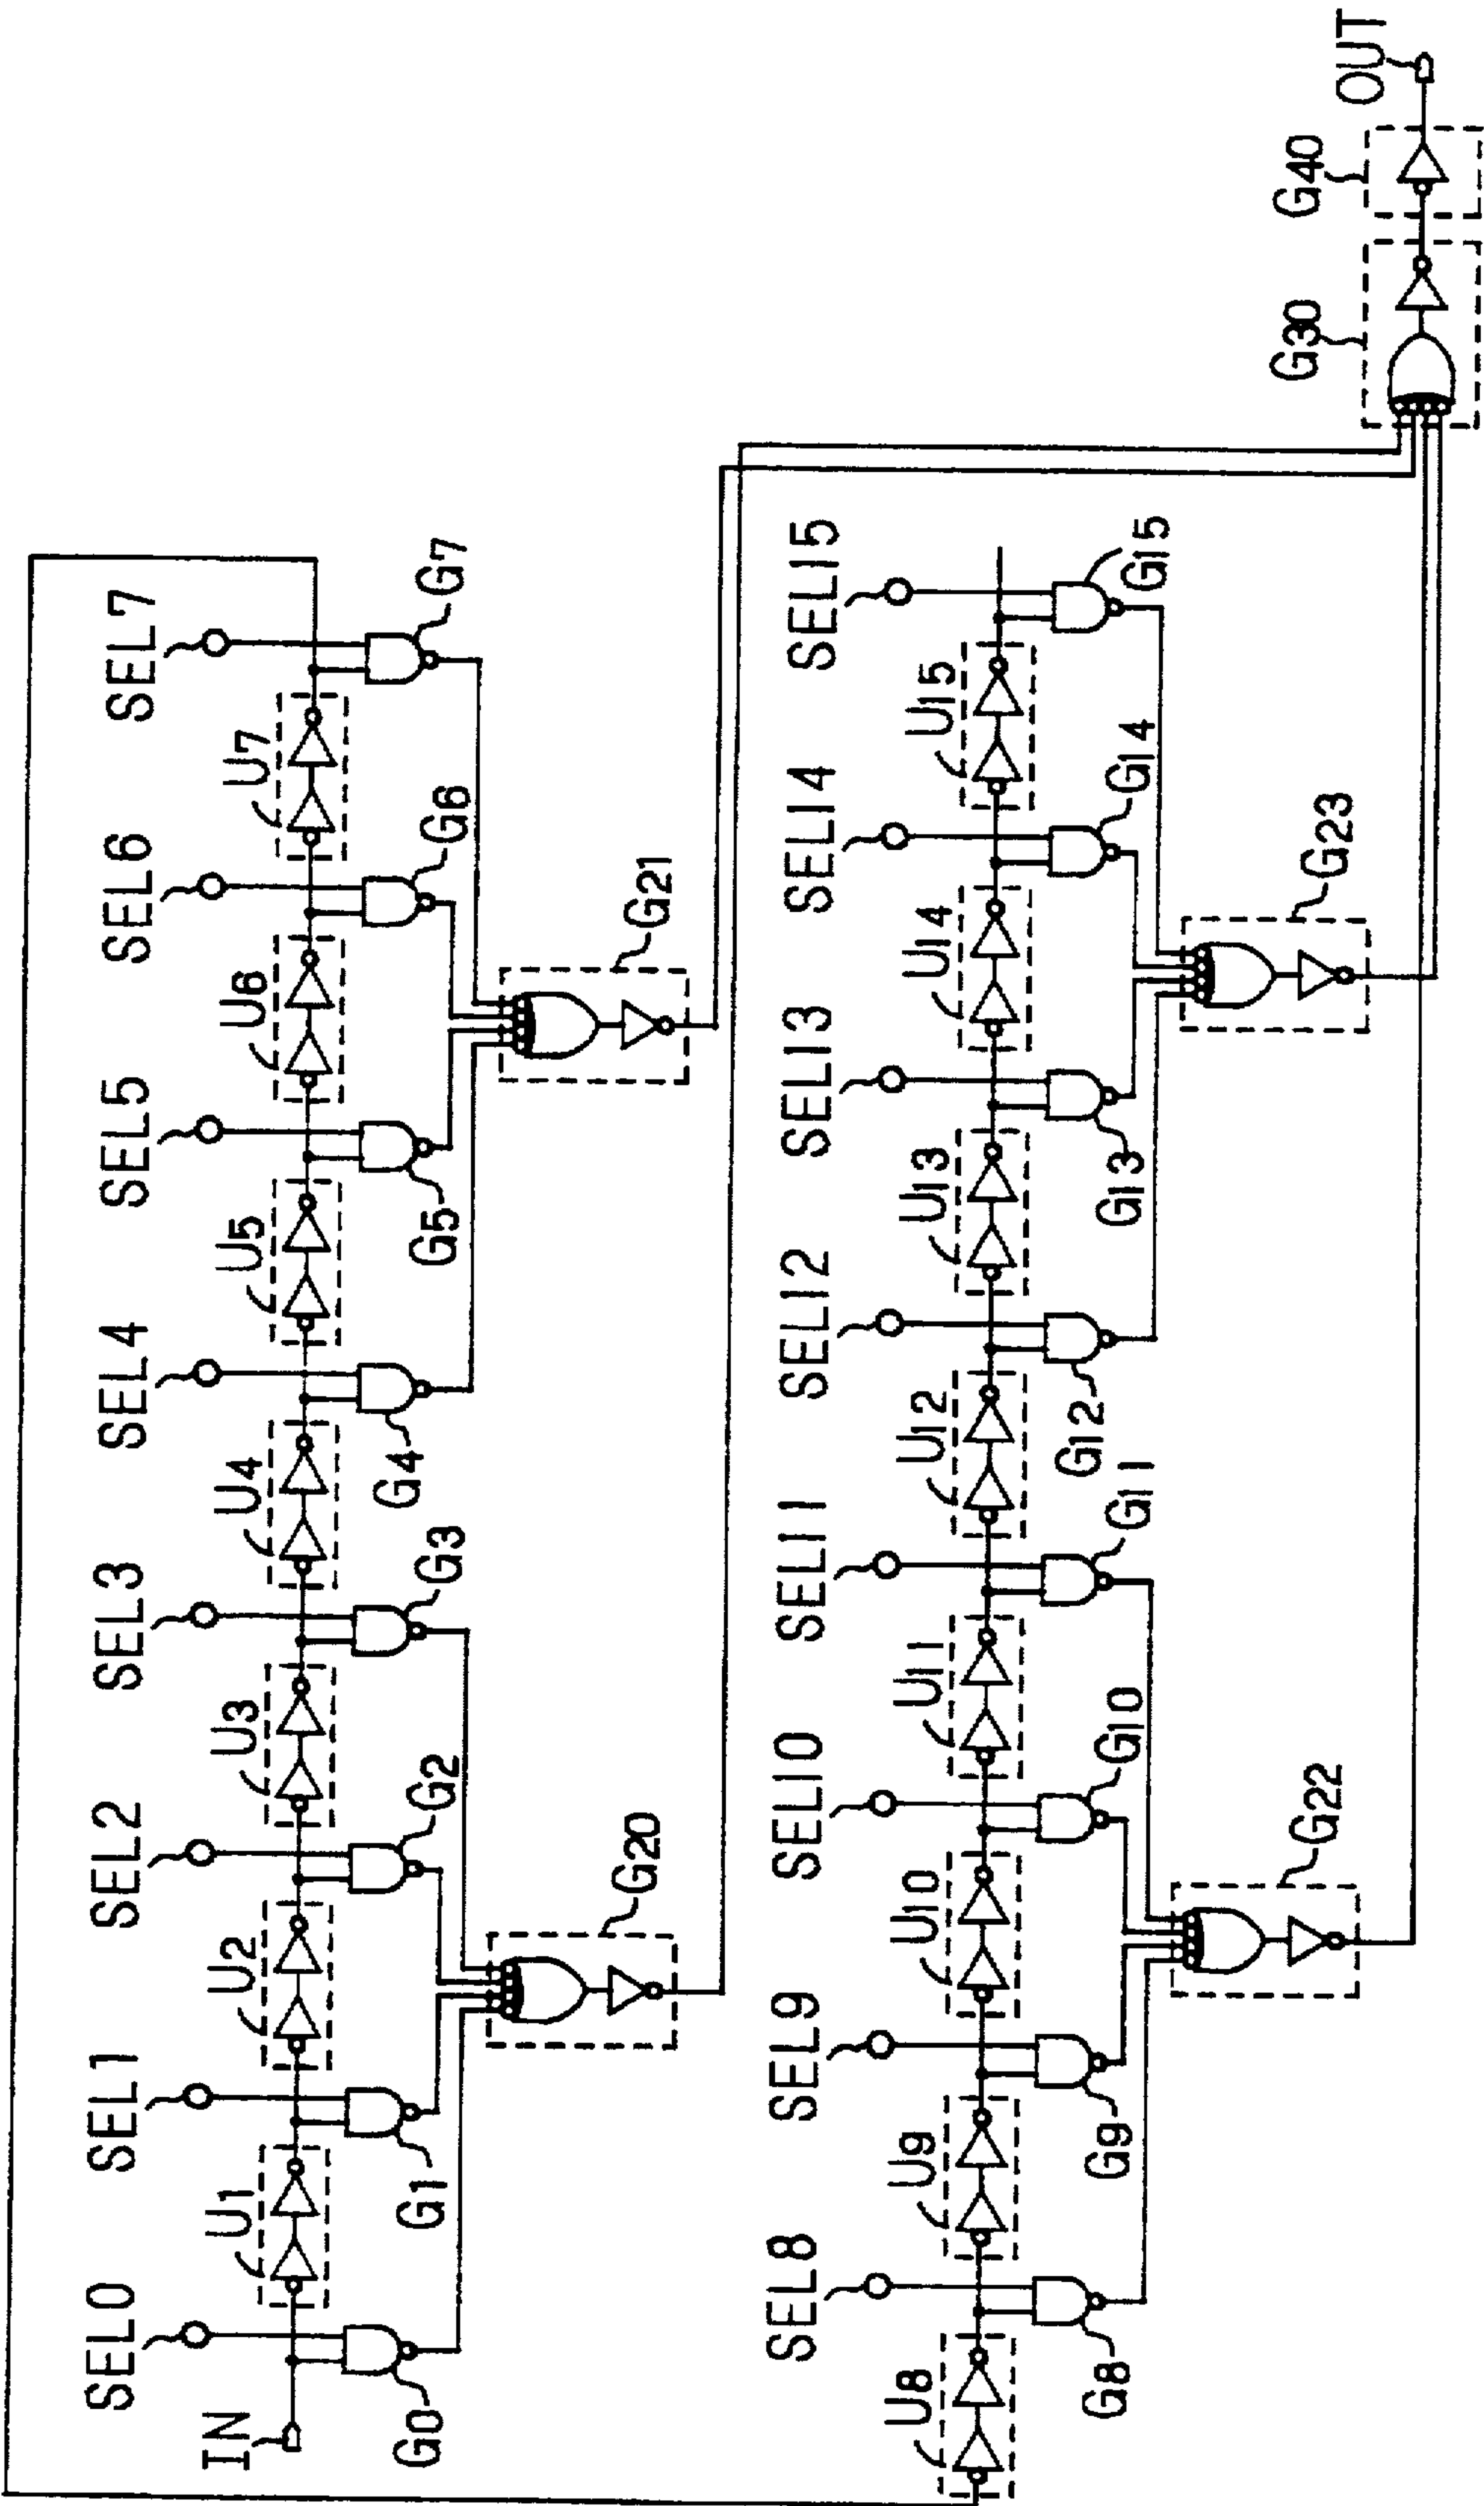 SEL0 SEL1 SEL2 SEL3 SEL4 SEL5 SEL6 SEL7
IN U1 U2 U3 U4 U5 U6 U7
G0 G1 G2 G3 G4 G5 G6 G7
G20 G21
SEL8 SEL9 SEL10 SEL11 SEL12 SEL13 SEL14 SEL15
U8 U9 U10 U11 U12 U13 U14 U15
G8 G9 G10 G11 G12 G13 G14 G15
G22 G23
G30 G40 OUT